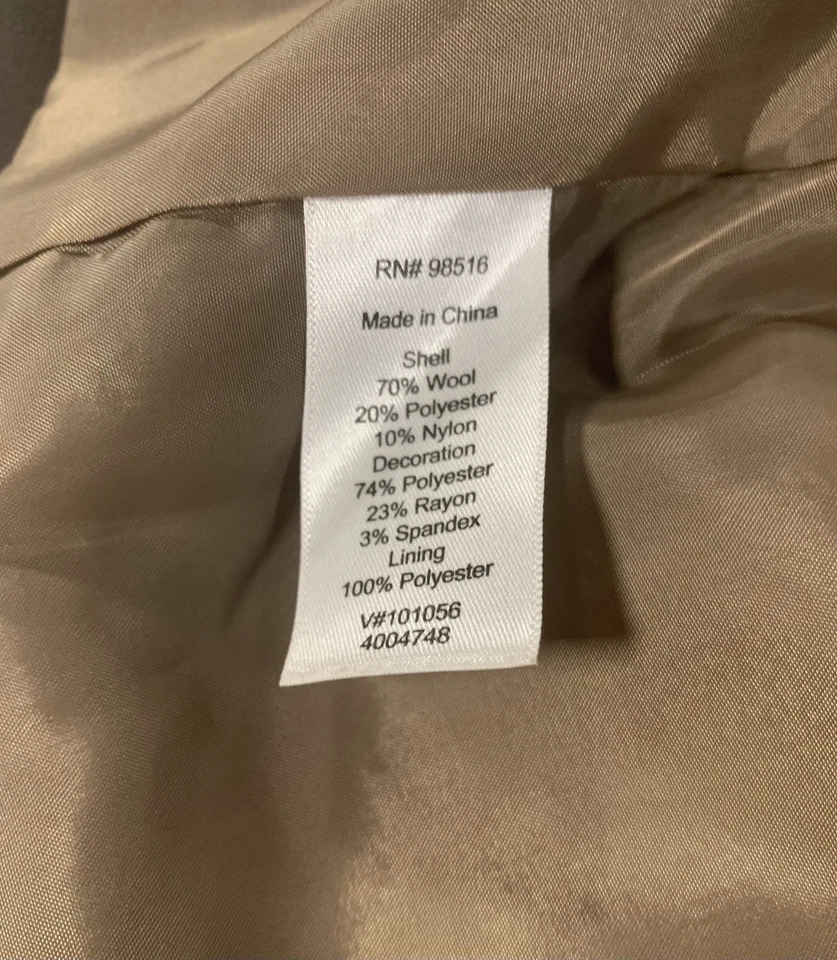 RN# 98516
Made in China
Shell
70% Wool
20% Polyester
10% Nylon
Decoration
74% Polyester
23% Rayon
3% Spandex
Lining
100% Polyester
V#101056
4004748